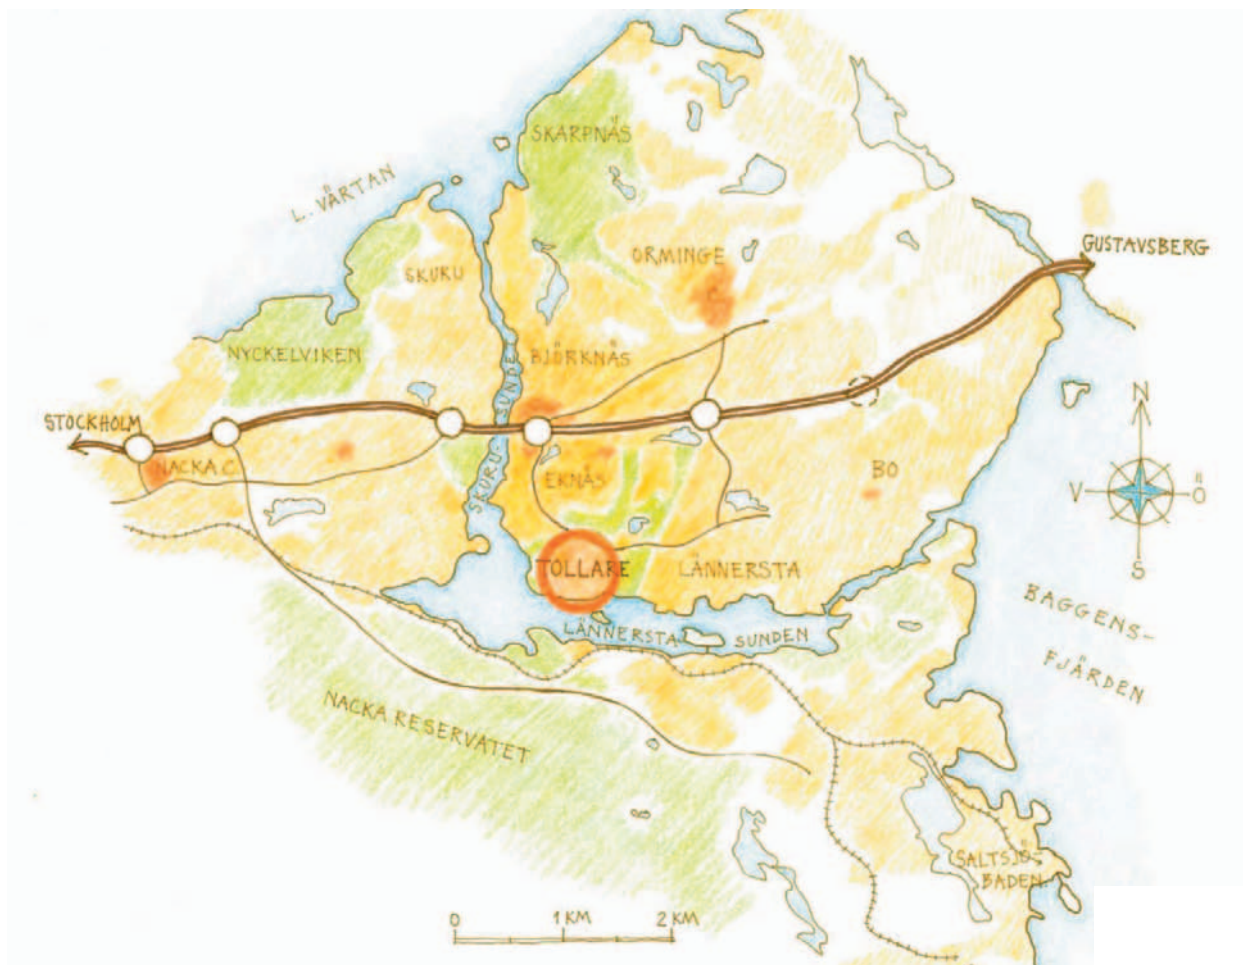 SKARPNÄS
L. VÄRTAN
ORMINGE
C
GUSTAVSBERG
SKURU
NYCKELVIKEN
BJÖRKNÄS
SKURU-SUNDET
STOCKHOLM
NACKA C.
EKNÄS
BO
N
V
Ö
S
TOLLARE
LÄNNERSTA
LÄNNERSTA SUNDEN
BAGGENS-
FJÄRDEN
NACKA RESERVATET
SALTSJÖ-
BADEN
0 1 KM 2 KM